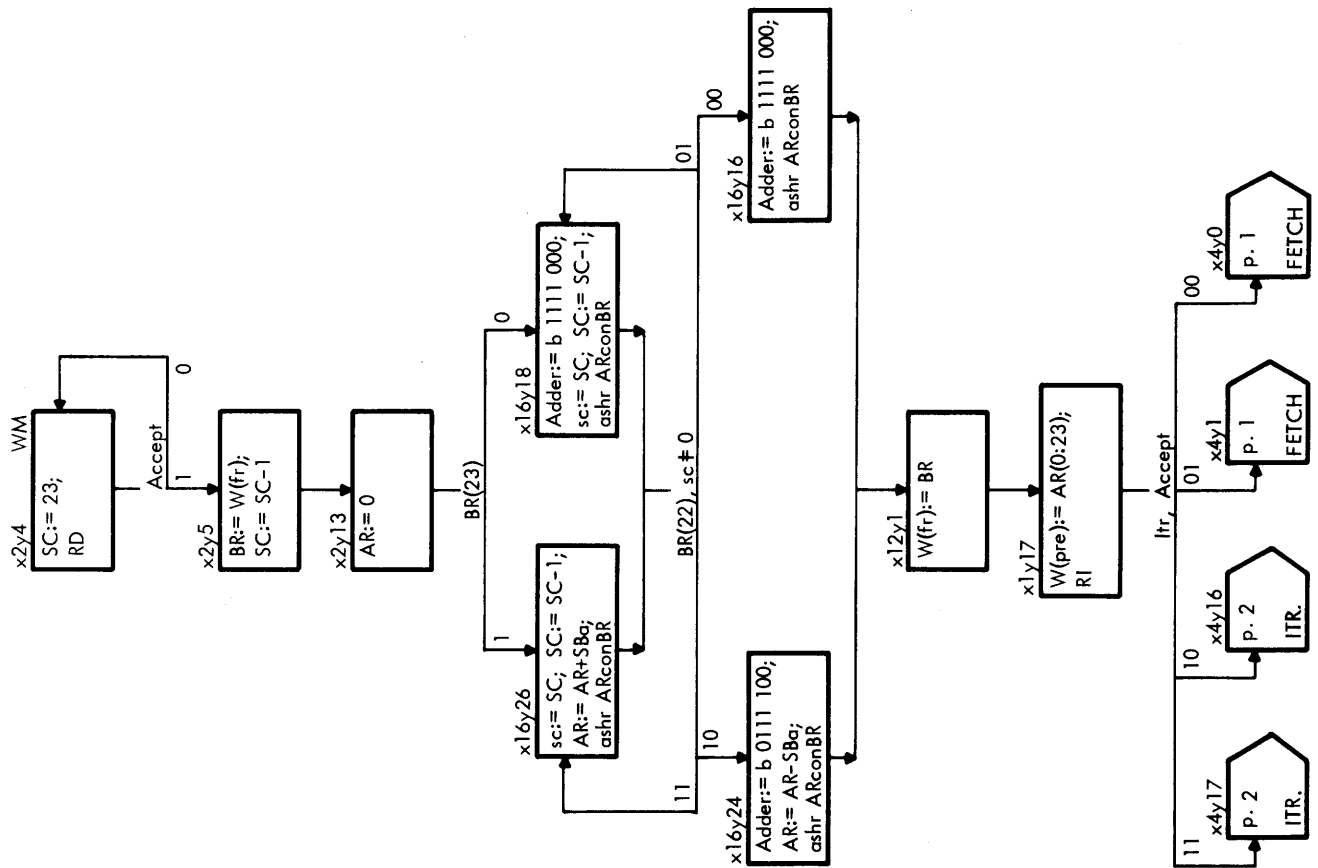 x2y4
WM
SC:= 23;
RD
Accept
0
1
x2y5
BR:= W(fr);
SC:= SC-1
x2y13
AR:= 0
BR(23)
1
0
x16y26
sc:= SC; SC:= SC-1;
AR:= AR+SBa;
ashr ARconBR
x16y18
Adder:= b 1111 000;
sc:= SC; SC:= SC-1;
ashr ARconBR
BR(22), sc ≠ 0
11
10
01
00
x16y24
Adder:= b 0111 100;
AR:= AR-SBa;
ashr ARconBR
x16y16
Adder:= b 1111 000;
ashr ARconBR
x12y1
W(fr):= BR
x1y17
W(pre):= AR(0:23);
RI
Itr, Accept
11
10
01
00
x4y17
p. 2
ITR.
x4y16
p. 2
ITR.
x4y1
p. 1
FETCH
x4y0
p. 1
FETCH